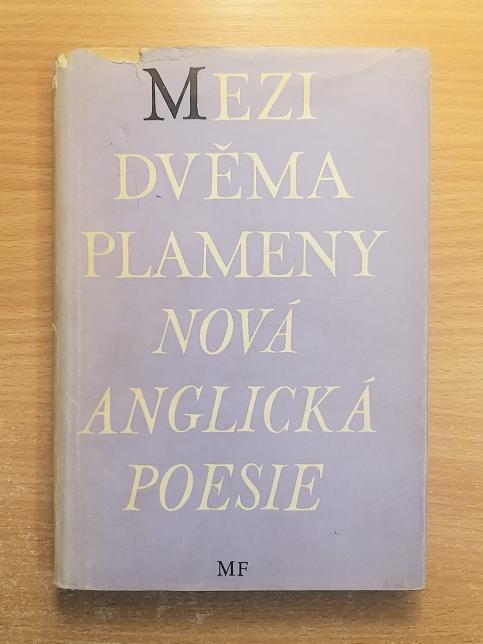 MEZI
DVĚMA
PLAMENY
NOVÁ
ANGLICKÁ
POESIE
MF